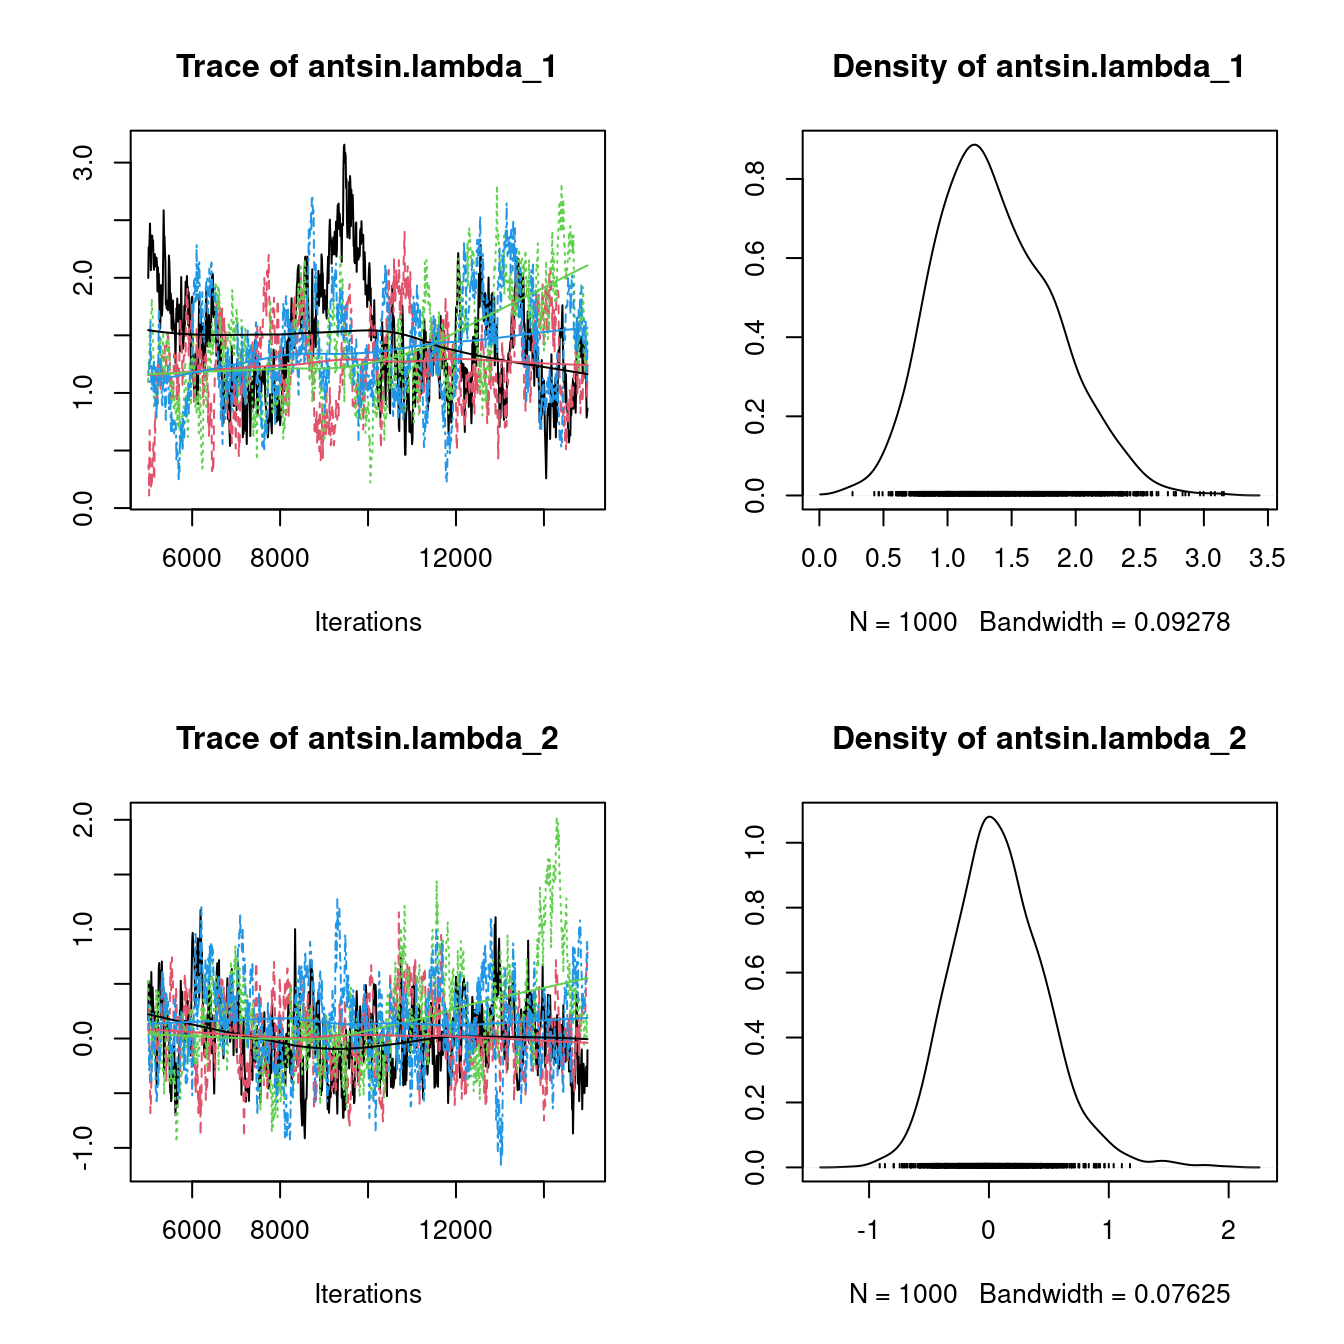 Trace of antsin.lambda_1
3.0
2.0
1.0
0.0
6000 8000 12000
Iterations
Density of antsin.lambda_1
0.8
0.6
0.4
0.2
0.0
0.0 0.5 1.0 1.5 2.0 2.5 3.0 3.5
N = 1000 Bandwidth = 0.09278
Trace of antsin.lambda_2
2.0
1.0
0.0
-1.0
6000 8000 12000
Iterations
Density of antsin.lambda_2
1.0
0.8
0.6
0.4
0.2
0.0
-1 0 1 2
N = 1000 Bandwidth = 0.07625